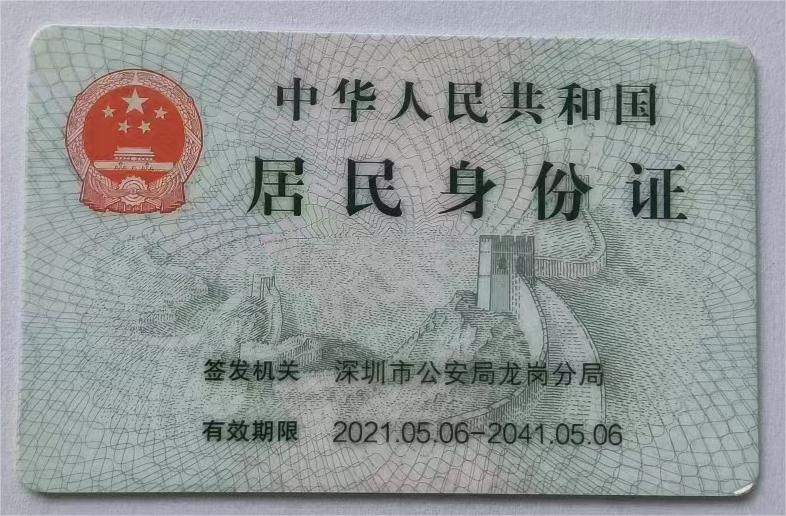 中华人民共和国
居民身份证
签发机关 深圳市公安局龙岗分局
有效期限 2021.05.06-2041.05.06